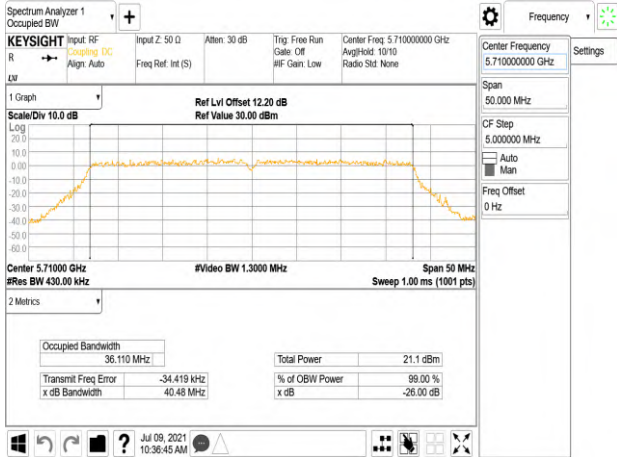 Spectrum Analyzer 1
Occupied BW
Frequency
KEYSIGHT
R
LXI
Input: RF
Coupling: DC
Align: Auto
Input Z: 50 Ω
Freq Ref: Int (S)
Atten: 30 dB
Trig: Free Run
Gate: Off
#IF Gain: Low
Center Freq: 5.710000000 GHz
Avg|Hold: 10/10
Radio Std: None
Center Frequency
5.710000000 GHz
Settings
Span
50.000 MHz
CF Step
5.000000 MHz
Auto
Man
Freq Offset
0 Hz
1 Graph
Scale/Div 10.0 dB
Ref Lvl Offset 12.20 dB
Ref Value 30.00 dBm
Log
20.0
10.0
0.00
-10.0
-20.0
-30.0
-40.0
-50.0
-60.0
Center 5.71000 GHz
#Video BW 1.3000 MHz
Span 50 MHz
#Res BW 430.00 kHz
Sweep 1.00 ms (1001 pts)
2 Metrics
Occupied Bandwidth
36.110 MHz
Total Power 21.1 dBm
Transmit Freq Error -34.419 kHz
% of OBW Power 99.00 %
x dB Bandwidth 40.48 MHz
x dB -26.00 dB
Jul 09, 2021
10:36:45 AM